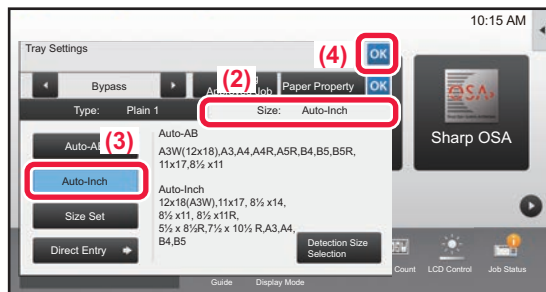 10:15 AM
Tray Settings
(4)
OK
(2)
Bypass
Job
Paper Property
OK
Type: Plain 1
Size: Auto-Inch
(3)
Auto-A
Auto-AB
A3W(12x18),A3,A4,A4R,A5R,B4,B5,B5R,
11x17,8½ x11
Auto-Inch
Auto-Inch
12x18(A3W),11x17, 8½ x14,
8½ x11, 8½ x11R,
5½ x 8½R,7½ x 10½ R,A3,A4,
B4,B5
Size Set
Direct Entry
Detection Size
Selection
Sharp OSA
Count
LCD Control
Job Status
Guide
Display Mode